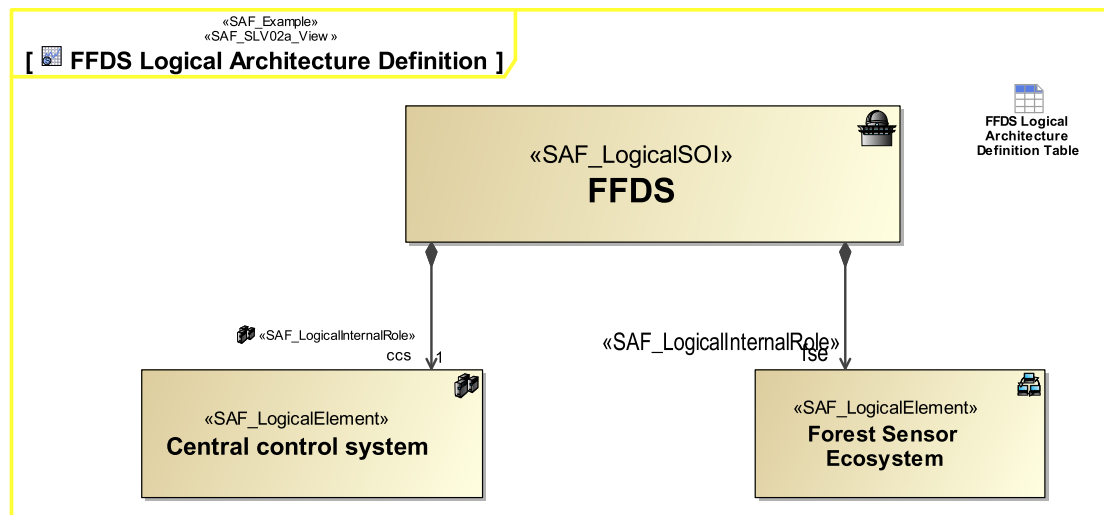 «SAF_Example»
«SAF_SLV02a_View »
[ FFDS Logical Architecture Definition ]
FFDS Logical
Architecture
Definition Table
«SAF_LogicalSOI»
FFDS
«SAF_LogicalInternalRole»
ccs
1
«SAF_LogicalInternalRole»
fse
«SAF_LogicalElement»
Central control system
«SAF_LogicalElement»
Forest Sensor
Ecosystem